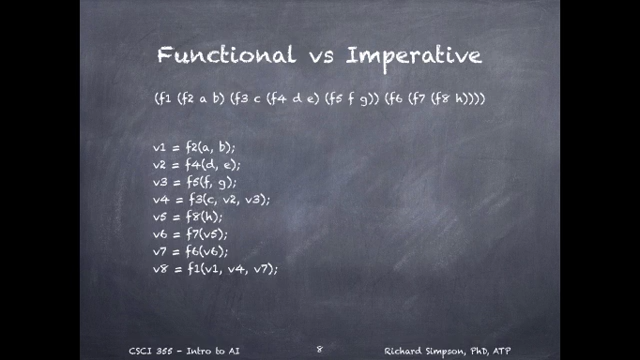 Functional vs Imperative
(f1 (f2 a b) (f3 c (f4 d e) (f5 f g)) (f6 (f7 (f8 h))))
v1 = f2(a, b);
v2 = f4(d, e);
v3 = f5(f, g);
v4 = f3(c, v2, v3);
v5 = f8(h);
v6 = f7(v5);
v7 = f6(v6);
v8 = f1(v1, v4, v7);
CSCI 355 - Intro to AI 8 Richard Simpson, PhD, ATP